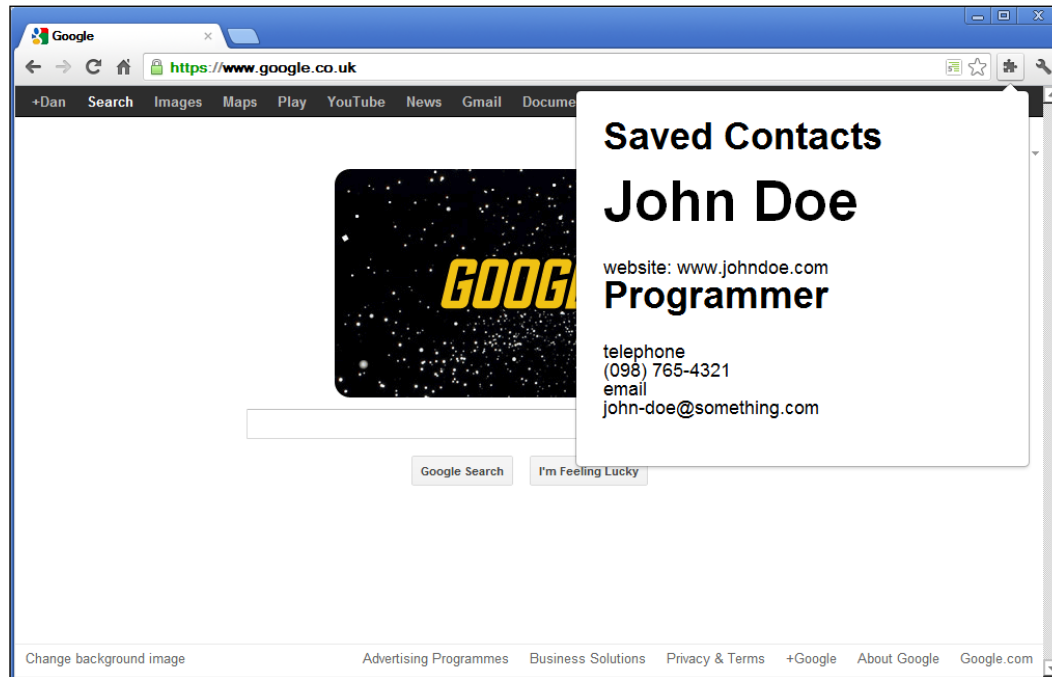 Google
https://www.google.co.uk
+Dan Search Images Maps Play YouTube News Gmail Docume
Saved Contacts
John Doe
website: www.johndoe.com
Programmer
telephone
(098) 765-4321
email
john-doe@something.com
GOOG
Google Search I'm Feeling Lucky
Change background image Advertising Programmes Business Solutions Privacy & Terms +Google About Google Google.com